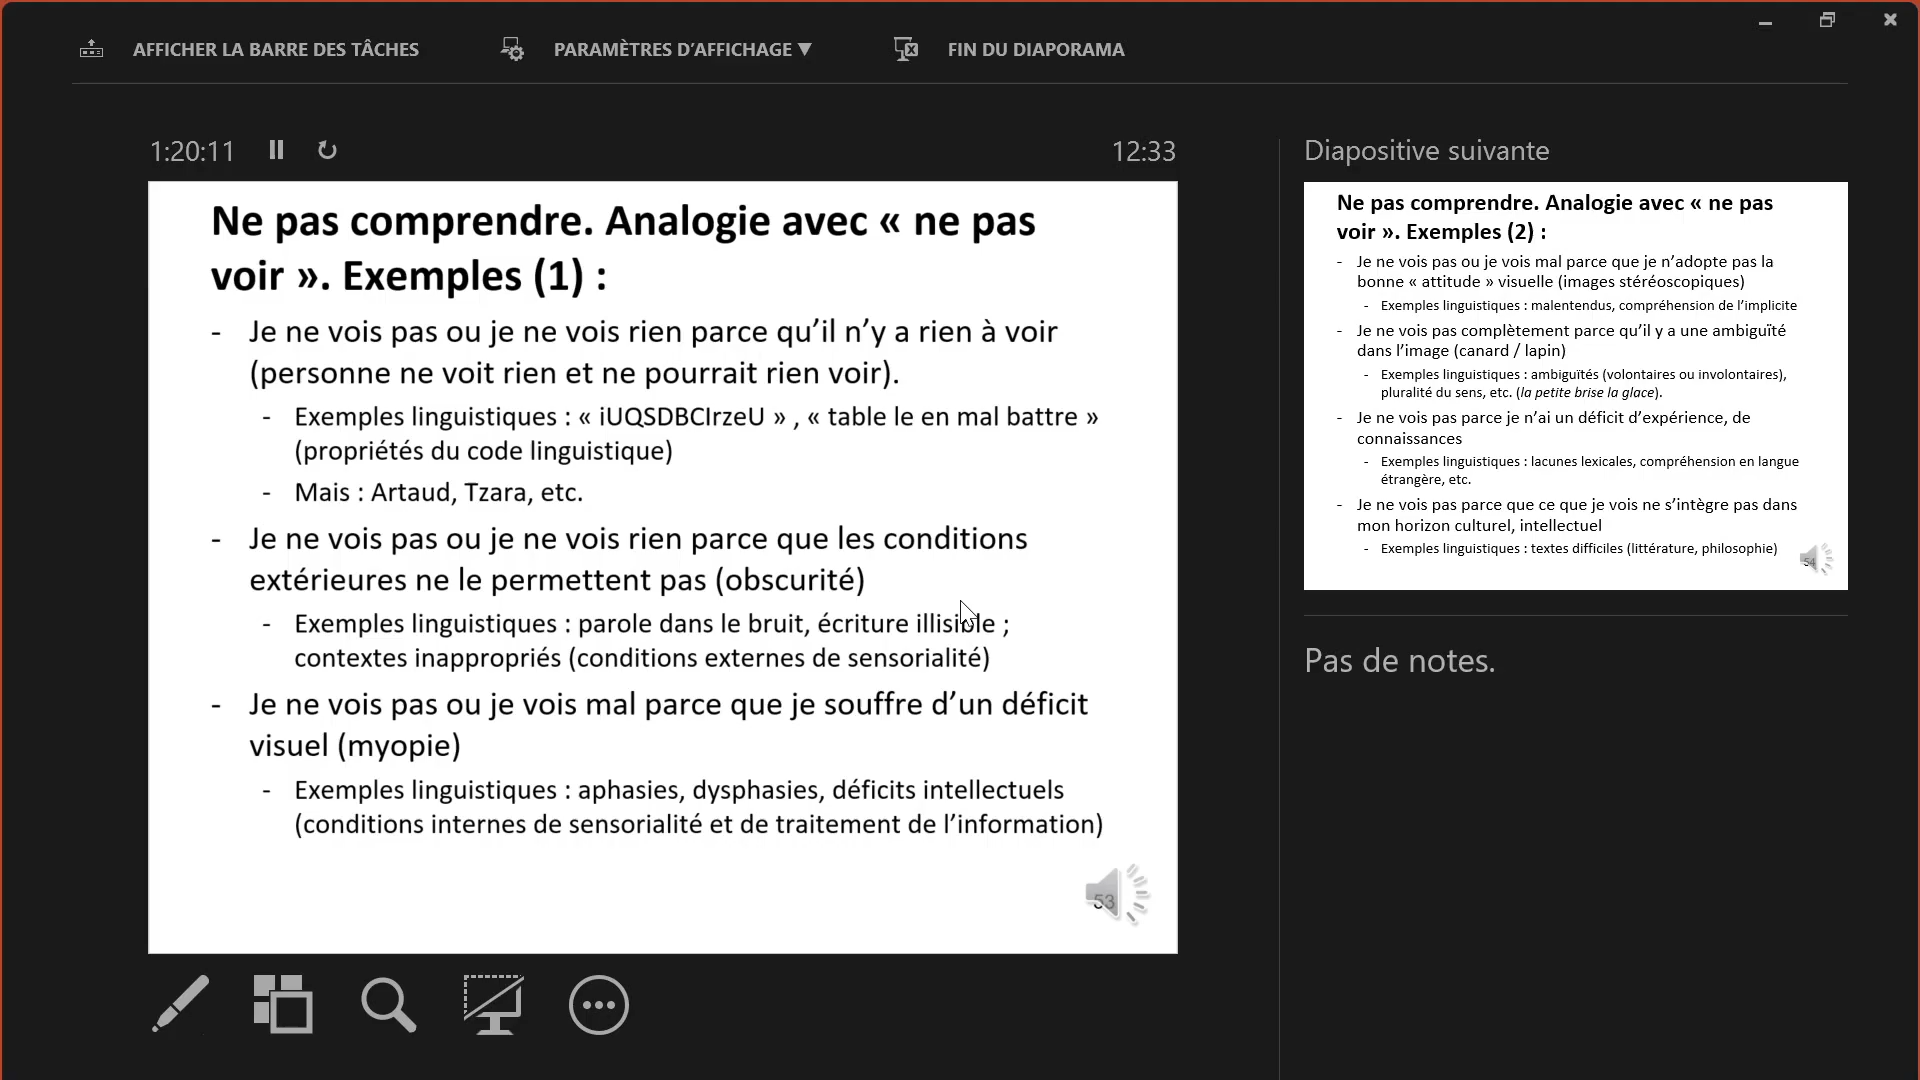 AFFICHER LA BARRE DES TÂCHES
PARAMÈTRES D'AFFICHAGE ▼
FIN DU DIAPORAMA
1:20:11
12:33
Ne pas comprendre. Analogie avec « ne pas
voir ». Exemples (1) :
- Je ne vois pas ou je ne vois rien parce qu’il n’y a rien à voir
(personne ne voit rien et ne pourrait rien voir).
- Exemples linguistiques : « iUQSDBCIrzeU » , « table le en mal battre »
(propriétés du code linguistique)
- Mais : Artaud, Tzara, etc.
- Je ne vois pas ou je ne vois rien parce que les conditions
extérieures ne le permettent pas (obscurité)
- Exemples linguistiques : parole dans le bruit, écriture illisible ;
contextes inappropriés (conditions externes de sensorialité)
- Je ne vois pas ou je vois mal parce que je souffre d’un déficit
visuel (myopie)
- Exemples linguistiques : aphasies, dysphasies, déficits intellectuels
(conditions internes de sensorialité et de traitement de l’information)
53
Diapositive suivante
Ne pas comprendre. Analogie avec « ne pas
voir ». Exemples (2) :
- Je ne vois pas ou je vois mal parce que je n’adopte pas la
bonne « attitude » visuelle (images stéréoscopiques)
- Exemples linguistiques : malentendus, compréhension de l’implicite
- Je ne vois pas complètement parce qu’il y a une ambiguïté
dans l’image (canard / lapin)
- Exemples linguistiques : ambiguïtés (volontaires ou involontaires),
pluralité du sens, etc. (la petite brise la glace).
- Je ne vois pas parce je n’ai un déficit d’expérience, de
connaissances
- Exemples linguistiques : lacunes lexicales, compréhension en langue
étrangère, etc.
- Je ne vois pas parce que ce que je vois ne s’intègre pas dans
mon horizon culturel, intellectuel
- Exemples linguistiques : textes difficiles (littérature, philosophie)
54
Pas de notes.